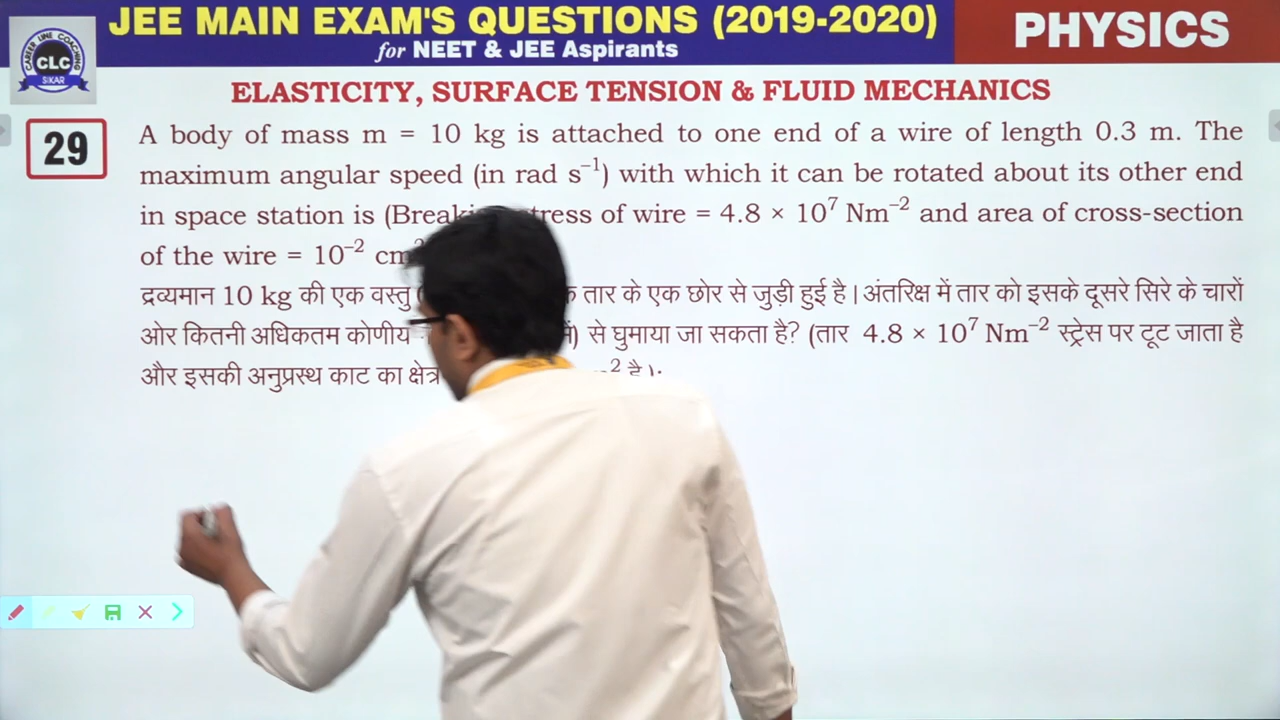 JEE MAIN EXAM'S QUESTIONS (2019-2020)
for NEET & JEE Aspirants
PHYSICS
CAREER LINE COACHING
CLC
SIKAR
ELASTICITY, SURFACE TENSION & FLUID MECHANICS
29
A body of mass m = 10 kg is attached to one end of a wire of length 0.3 m. The
maximum angular speed (in rad s⁻¹) with which it can be rotated about its other end
in space station is (Breaki stress of wire = 4.8 × 10⁷ Nm⁻² and area of cross-section
of the wire = 10⁻² cm
द्रव्यमान 10 kg की एक वस्तु तार के एक छोर से जुड़ी हुई है। अंतरिक्ष में तार को इसके दूसरे सिरे के चारों
ओर कितनी अधिकतम कोणीय से घुमाया जा सकता है? (तार 4.8 × 10⁷ Nm⁻² स्ट्रेस पर टूट जाता है
और इसकी अनुप्रस्थ काट का क्षेत्र ⁻² है):